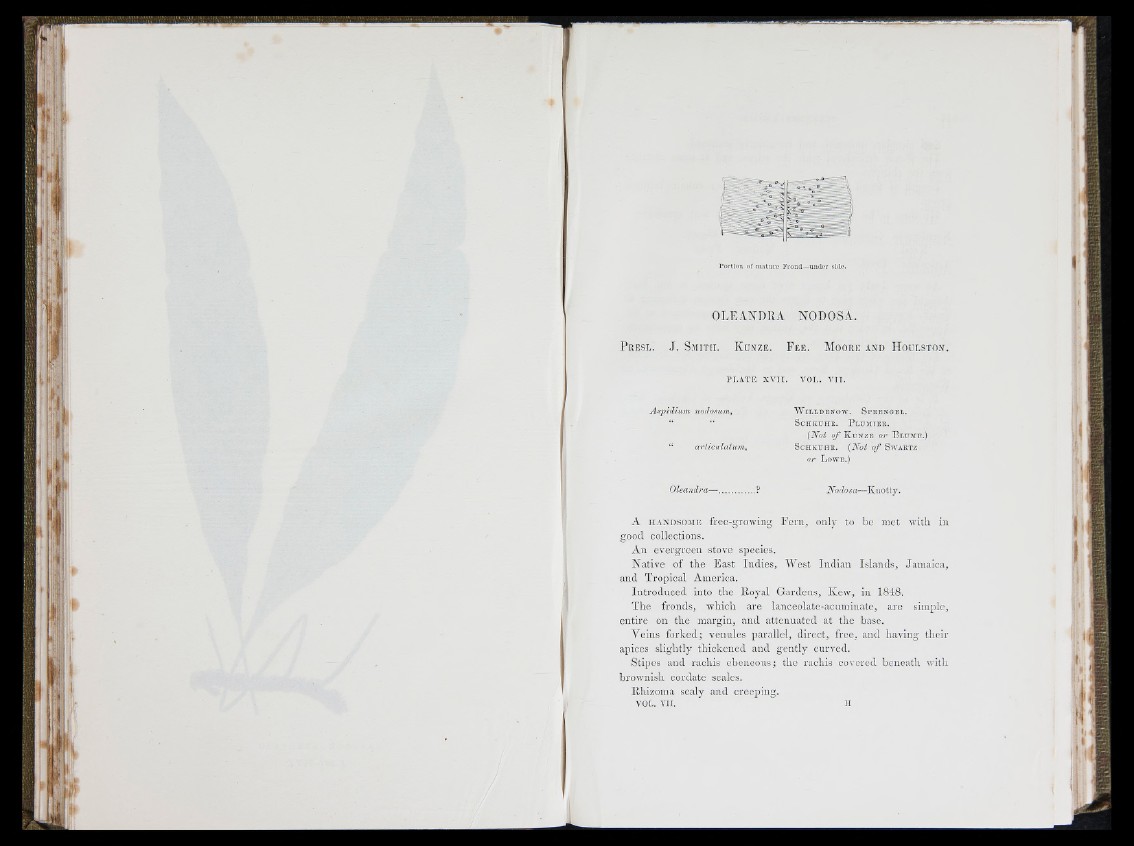 Portion of mature Frond—under side.
OLEANDRA NODOSA.
PRESL. J. SMITH. KUNZE. FEE. MOORE AND HOULSTON.
PLATE XVII. VOL. VII.
Aspidium nodosum, WILLDENOW. SPRENGEL.
“ “ SCHKUHR. PLUMIER.
(Not of KUNZE or BLUME.)
“ articulatum, SCHKUHR. (Not of SWARTZ
or LOWE.)
Oleandra—............? Nodosa—Knotty.
A HANDSOME free-growing Fern, only to be met with in
good collections.
An evergreen stove species.
Native of the East Indies, West Indian Islands, Jamaica,
and Tropical America.
Introduced into the Royal Gardens, Kew, in 1848.
The fronds, which are lanceolate-acuminate, are simple,
entire on the margin, and attenuated at the base.
Veins forked; venules parallel, direct, free, and having their
apices slightly thickened and gently curved.
Stipes and rachis ebeneous; the rachis covered beneath with
brownish cordate scales.
Rhizoma scaly and creeping.
VOL. VII. H